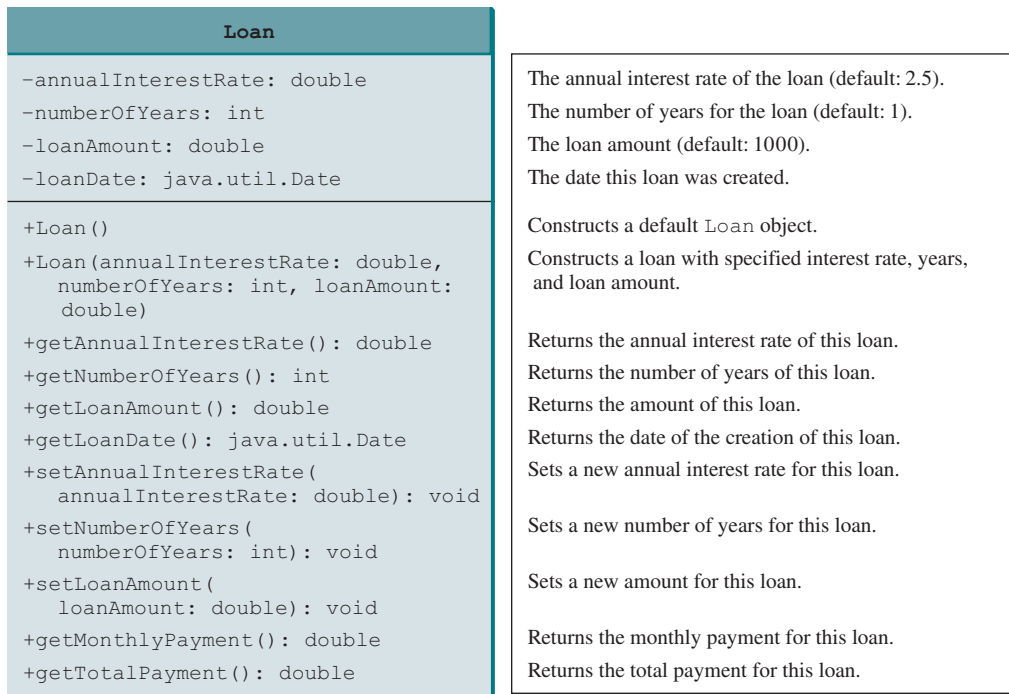 Loan
-annualInterestRate: double
-numberOfYears: int
-loanAmount: double
-loanDate: java.util.Date
+Loan()
+Loan(annualInterestRate: double,
numberOfYears: int, loanAmount:
double)
+getAnnualInterestRate(): double
+getNumberOfYears(): int
+getLoanAmount(): double
+getLoanDate(): java.util.Date
+setAnnualInterestRate(
annualInterestRate: double): void
+setNumberOfYears(
numberOfYears: int): void
+setLoanAmount(
loanAmount: double): void
+getMonthlyPayment(): double
+getTotalPayment(): double
The annual interest rate of the loan (default: 2.5).
The number of years for the loan (default: 1).
The loan amount (default: 1000).
The date this loan was created.
Constructs a default Loan object.
Constructs a loan with specified interest rate, years,
and loan amount.
Returns the annual interest rate of this loan.
Returns the number of years of this loan.
Returns the amount of this loan.
Returns the date of the creation of this loan.
Sets a new annual interest rate for this loan.
Sets a new number of years for this loan.
Sets a new amount for this loan.
Returns the monthly payment for this loan.
Returns the total payment for this loan.